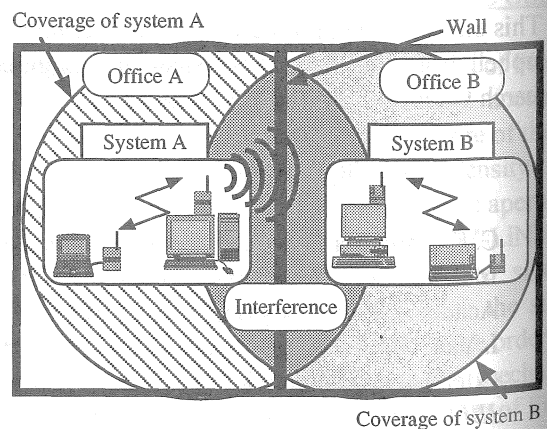 Coverage of system A
Wall
Office A
Office B
System A
System B
Interference
Coverage of system B